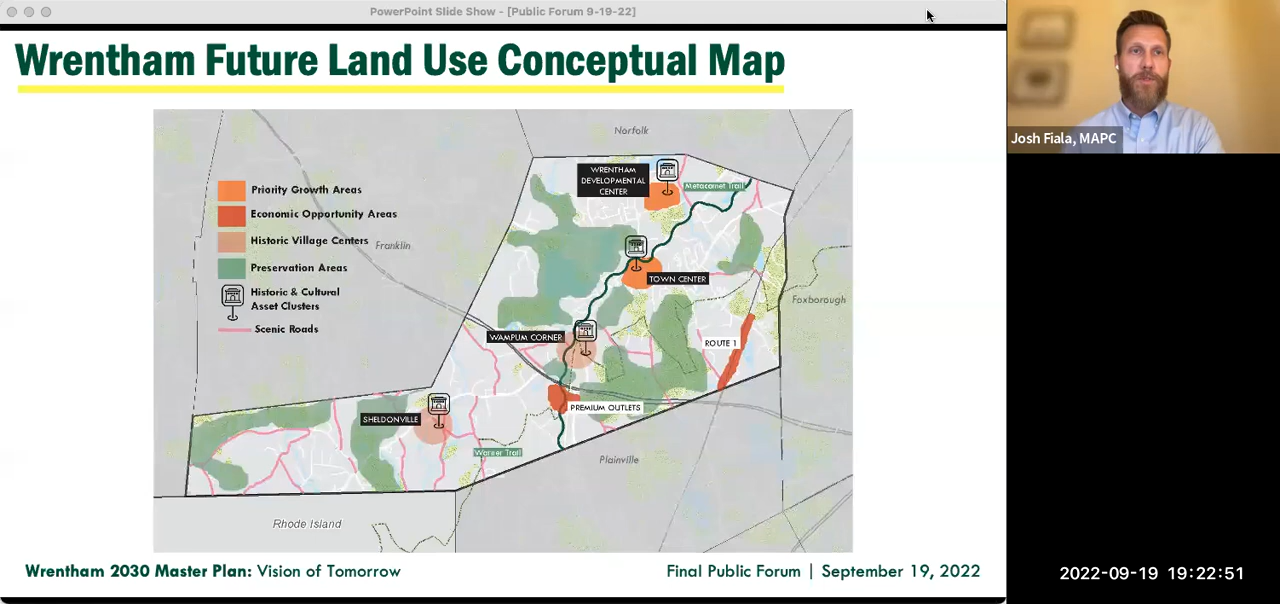 PowerPoint Slide Show - [Public Forum 9-19-22]
Wrentham Future Land Use Conceptual Map
Josh Fiala, MAPC
Norfolk
WRENTHAM
DEVELOPMENTAL
CENTER
Metacomet Trail
Priority Growth Areas
Economic Opportunity Areas
Historic Village Centers
Franklin
Preservation Areas
Historic & Cultural
Asset Clusters
Scenic Roads
TOWN CENTER
Foxborough
WAMPUM CORNER
ROUTE 1
PREMIUM OUTLETS
SHELDONVILLE
Warner Trail
Plainville
Rhode Island
Wrentham 2030 Master Plan: Vision of Tomorrow
Final Public Forum | September 19, 2022
2022-09-19 19:22:51